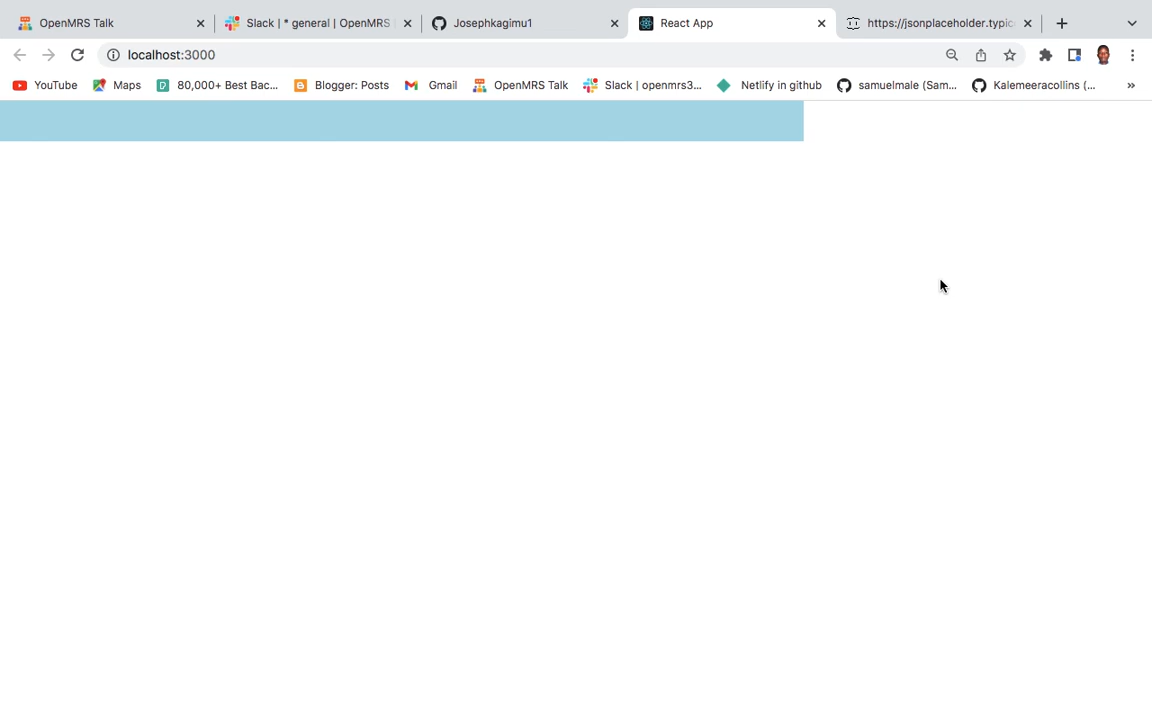 OpenMRS Talk Slack | * general | OpenMRS Josephkagimu1 React App https://jsonplaceholder.typic
localhost:3000
YouTube Maps 80,000+ Best Bac... Blogger: Posts Gmail OpenMRS Talk Slack | openmrs3... Netlify in github samuelmale (Sam... Kalemeeracollins (... »